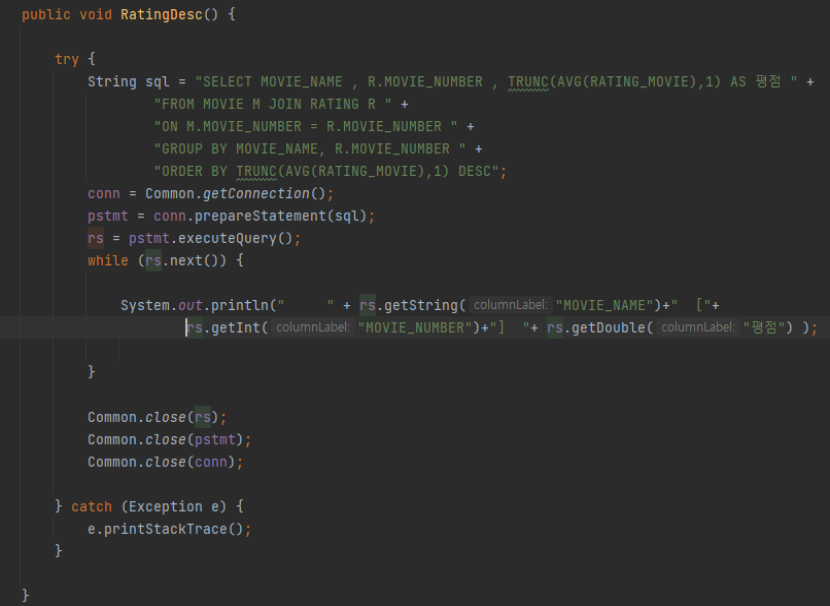 public void RatingDesc() {
try {
String sql = "SELECT MOVIE_NAME , R.MOVIE_NUMBER , TRUNC(AVG(RATING_MOVIE),1) AS 평점 " +
"FROM MOVIE M JOIN RATING R " +
"ON M.MOVIE_NUMBER = R.MOVIE_NUMBER " +
"GROUP BY MOVIE_NAME, R.MOVIE_NUMBER " +
"ORDER BY TRUNC(AVG(RATING_MOVIE),1) DESC";
conn = Common.getConnection();
pstmt = conn.prepareStatement(sql);
rs = pstmt.executeQuery();
while (rs.next()) {
System.out.println("     " + rs.getString( columnLabel: "MOVIE_NAME")+"  ["+
rs.getInt( columnLabel: "MOVIE_NUMBER")+"]  "+ rs.getDouble( columnLabel: "평점") );
}
Common.close(rs);
Common.close(pstmt);
Common.close(conn);
} catch (Exception e) {
e.printStackTrace();
}
}